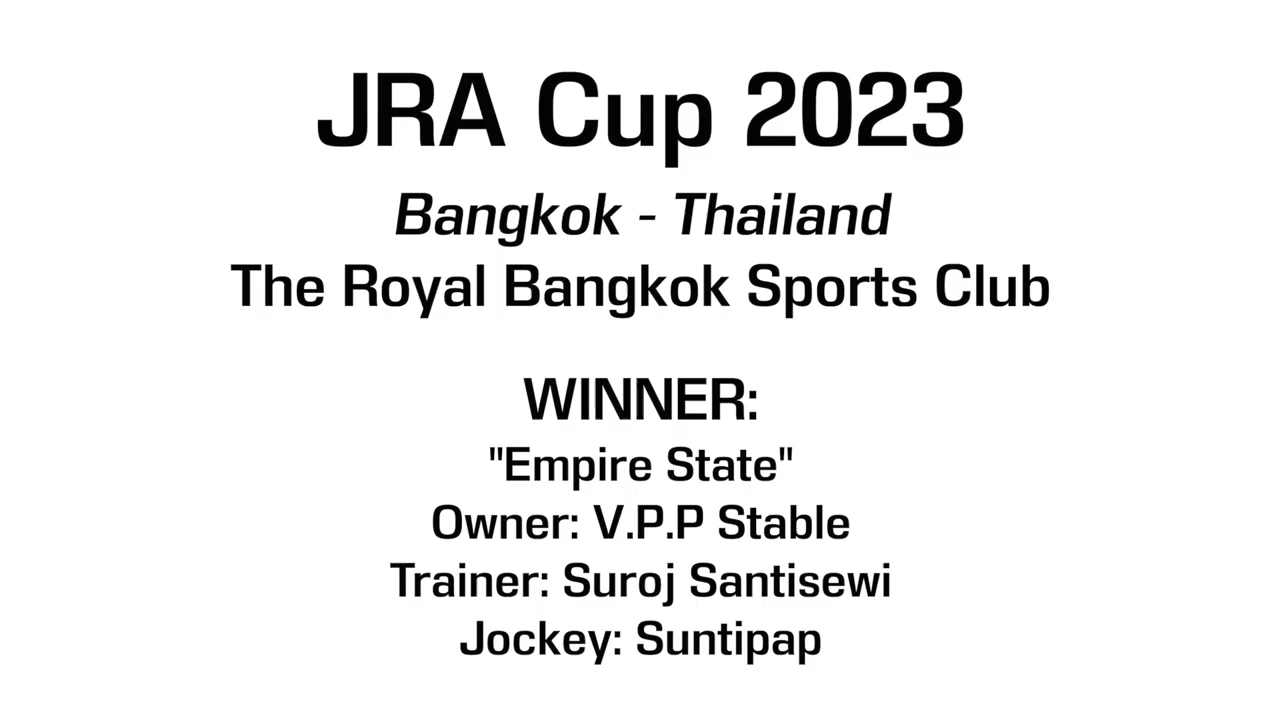 JRA Cup 2023
Bangkok - Thailand
The Royal Bangkok Sports Club
WINNER:
"Empire State"
Owner: V.P.P Stable
Trainer: Suroj Santisewi
Jockey: Suntipap